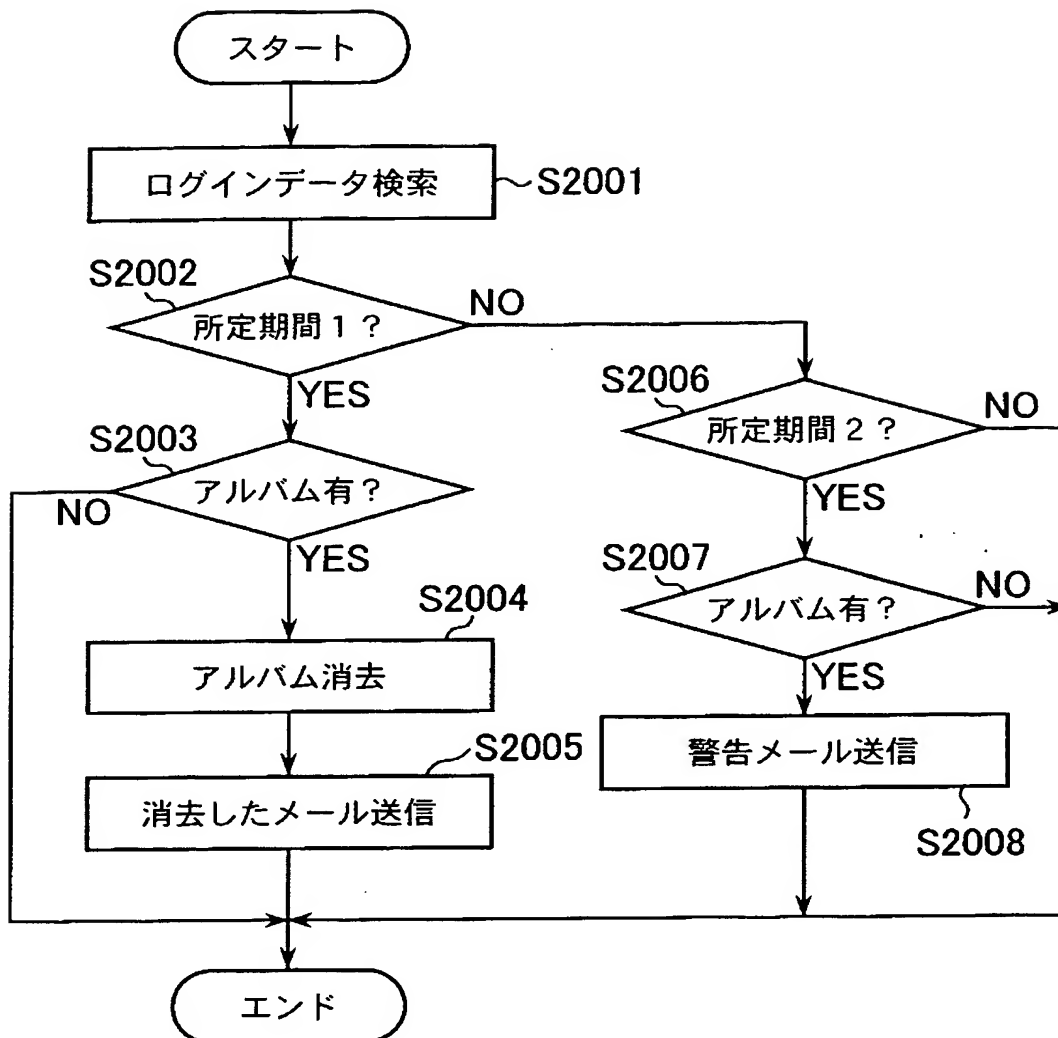 スタート
ログインデータ検索
S2001
S2002
所定期間1?
NO
YES
S2003
アルバム有?
NO
YES
S2004
アルバム消去
S2005
消去したメール送信
S2006
所定期間2?
NO
YES
S2007
アルバム有?
NO
YES
警告メール送信
S2008
エンド